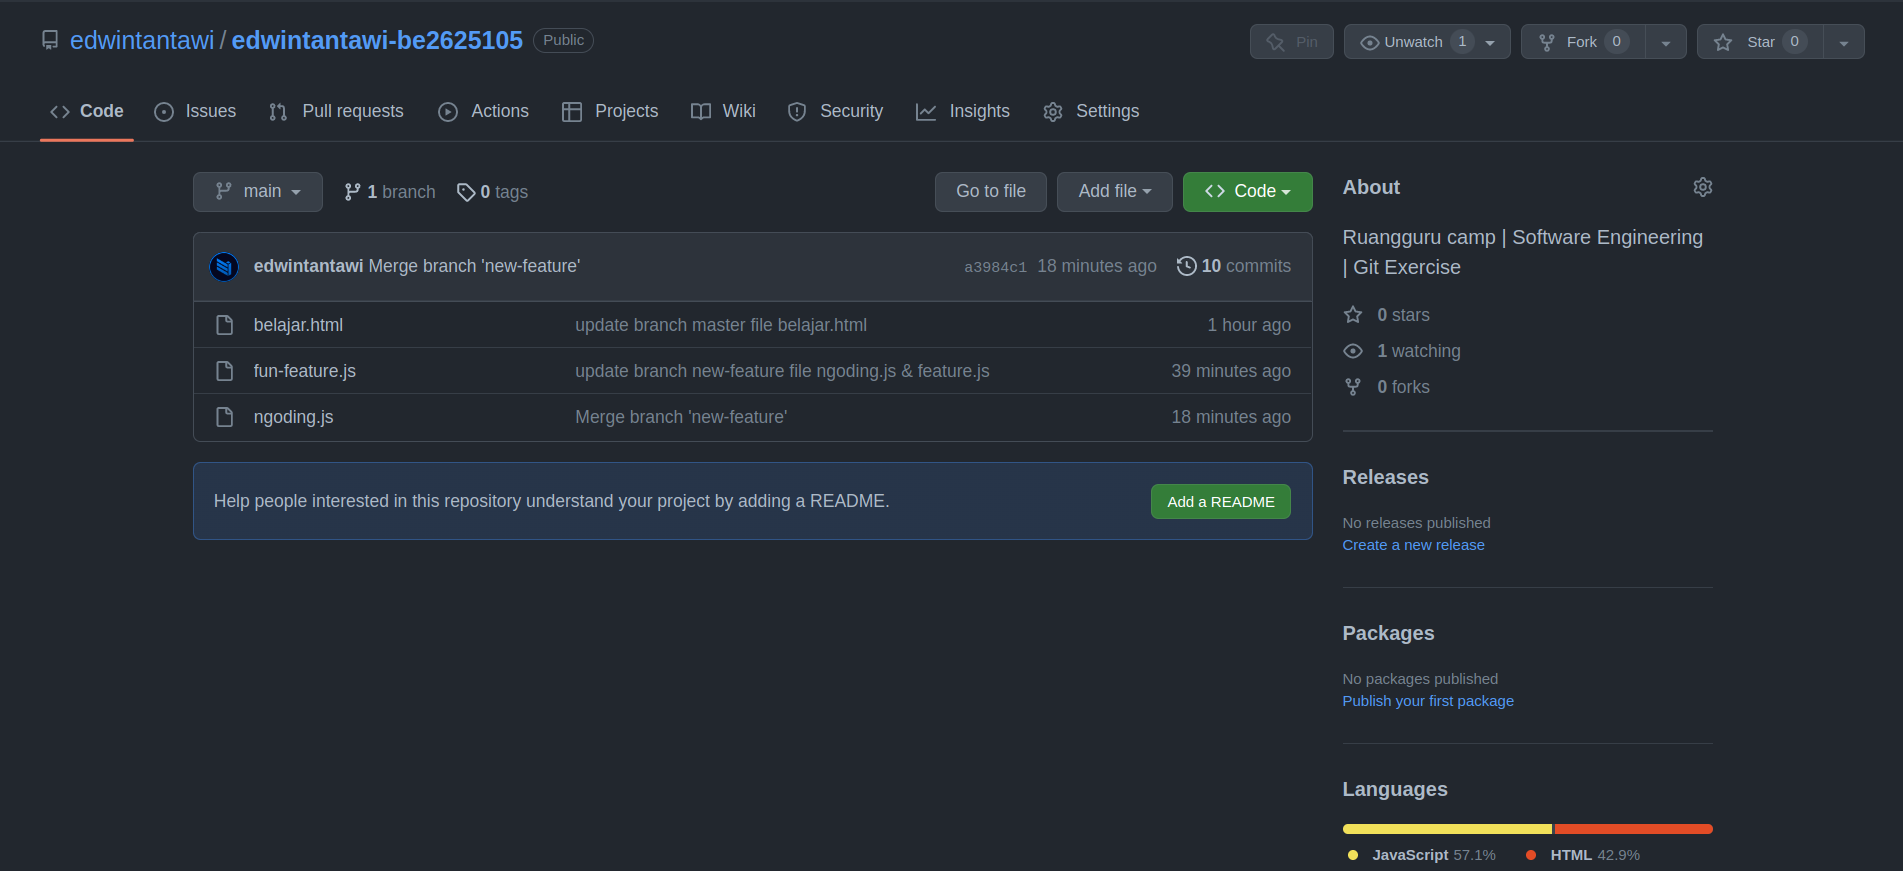 edwintantawi / edwintantawi-be2625105 Public
Pin Unwatch 1 Fork 0 Star 0
Code Issues Pull requests Actions Projects Wiki Security Insights Settings
main 1 branch 0 tags Go to file Add file Code
edwintantawi Merge branch 'new-feature' a3984c1 18 minutes ago 10 commits
belajar.html update branch master file belajar.html 1 hour ago
fun-feature.js update branch new-feature file ngoding.js & feature.js 39 minutes ago
ngoding.js Merge branch 'new-feature' 18 minutes ago
Help people interested in this repository understand your project by adding a README. Add a README
About
Ruangguru camp | Software Engineering
| Git Exercise
0 stars
1 watching
0 forks
Releases
No releases published
Create a new release
Packages
No packages published
Publish your first package
Languages
JavaScript 57.1% HTML 42.9%